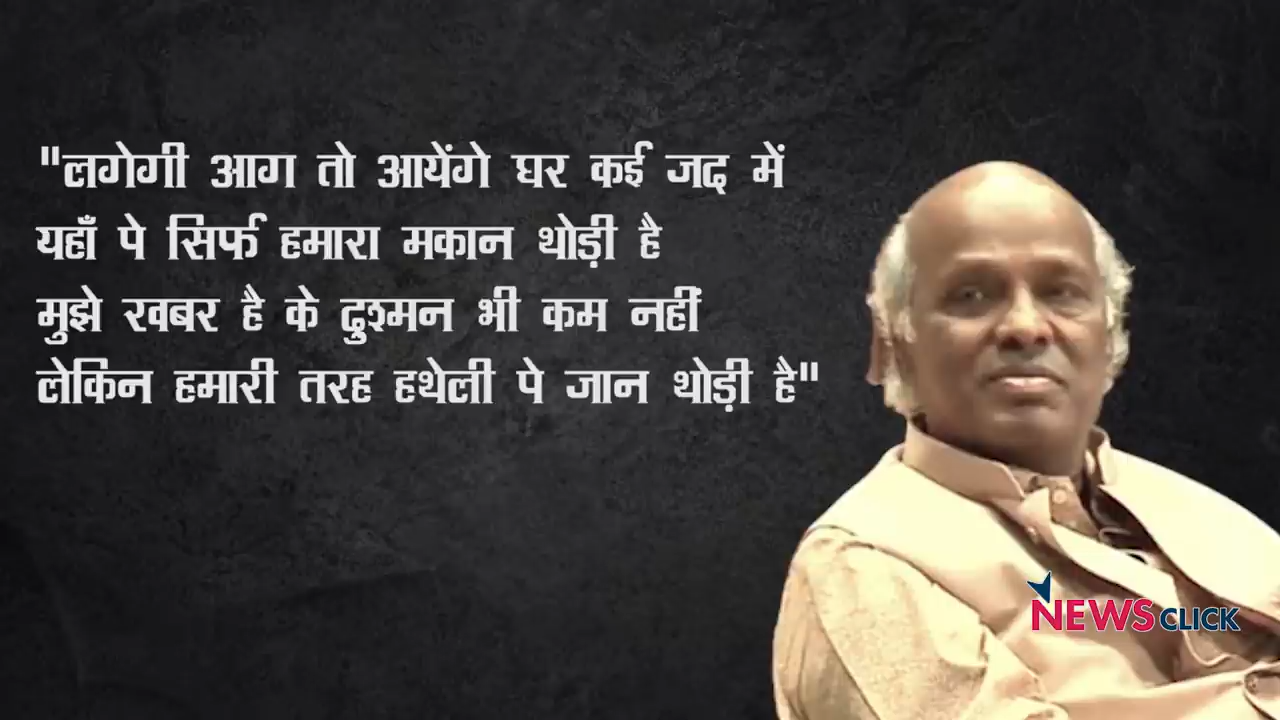 "लगेगी आग तो आयेंगे घर कई जद में
यहाँ पे सिर्फ हमारा मकान थोड़ी है
मुझे खबर है के दुश्मन भी कम नहीं
लेकिन हमारी तरह हथेली पे जान थोड़ी है"
NEWSCLICK